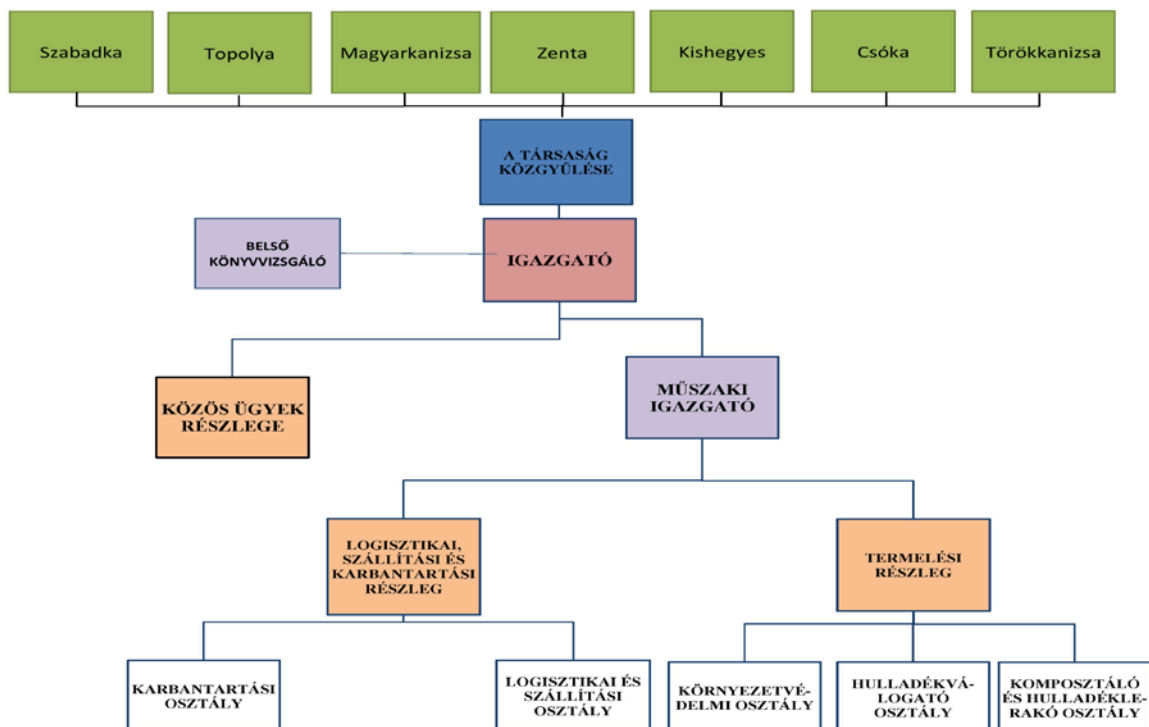 Szabadka
Topolya
Magyarkanizsa
Zenta
Kishegyes
Csóka
Törökkanizsa
A TÁRSASÁG
KÖZGYŰLÉSE
BELSŐ
KÖNYVVIZSGÁLÓ
IGAZGATÓ
KÖZÖS ÜGYEK
RÉSZLEGE
MŰSZAKI
IGAZGATÓ
LOGISZTIKAI,
SZÁLLÍTÁSI ÉS
KARBANTARTÁSI
RÉSZLEG
TERMELÉSI
RÉSZLEG
KARBANTARTÁSI
OSZTÁLY
LOGISZTIKAI ÉS
SZÁLLÍTÁSI
OSZTÁLY
KÖRNYEZETVÉ-
DELMI OSZTÁLY
HULLADÉKVÁ-
LOGATÓ
OSZTÁLY
KOMPOSZTÁLÓ
ÉS HULLADÉKLE-
RAKÓ OSZTÁLY